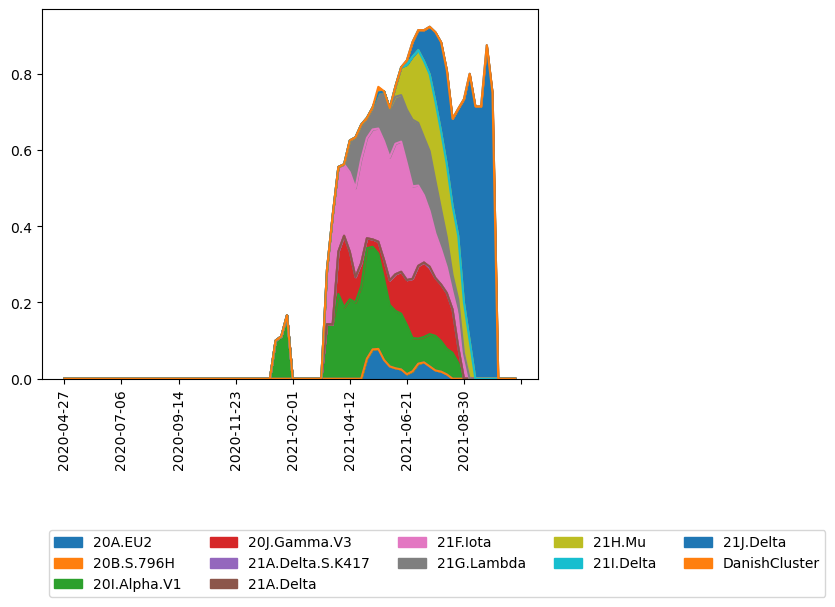 0.8
0.6
0.4
0.2
0.0
2020-04-27
2020-07-06
2020-09-14
2020-11-23
2021-02-01
2021-04-12
2021-06-21
2021-08-30
20A.EU2
20B.S.796H
20I.Alpha.V1
20J.Gamma.V3
21A.Delta.S.K417
21A.Delta
21F.Iota
21G.Lambda
21H.Mu
21I.Delta
21J.Delta
DanishCluster